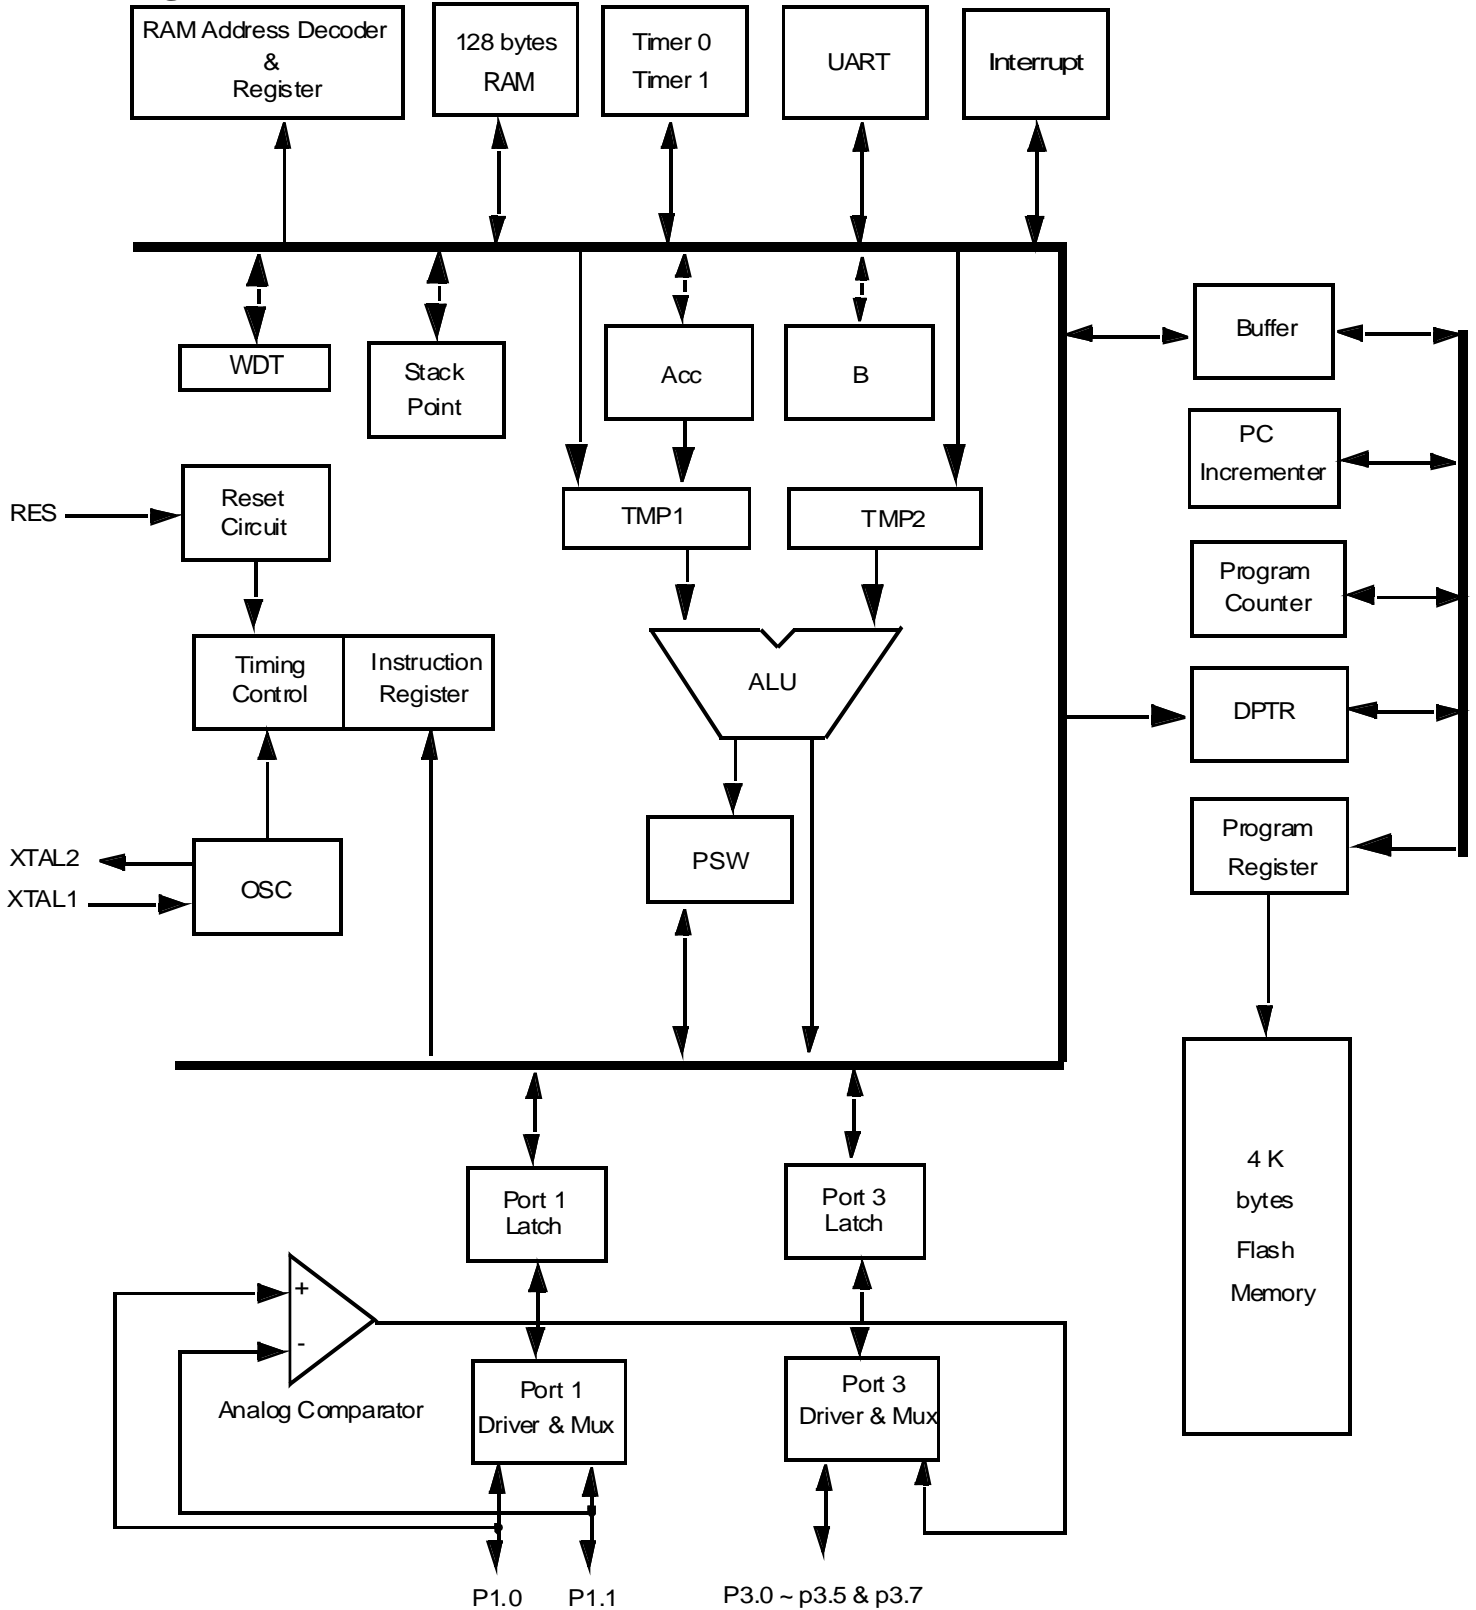 RAM Address Decoder
&
Register
128 bytes
RAM
Timer 0
Timer 1
UART
Interrupt
WDT
Stack
Point
Acc
B
Buffer
PC
Incrementer
RES
Reset
Circuit
TMP1
TMP2
Program
Counter
Timing
Control
Instruction
Register
ALU
DPTR
XTAL2
XTAL1
OSC
PSW
Program
Register
4 K
bytes
Flash
Memory
Port 1
Latch
Port 3
Latch
+
-
Analog Comparator
Port 1
Driver & Mux
Port 3
Driver & Mux
P1.0
P1.1
P3.0 ~ p3.5 & p3.7